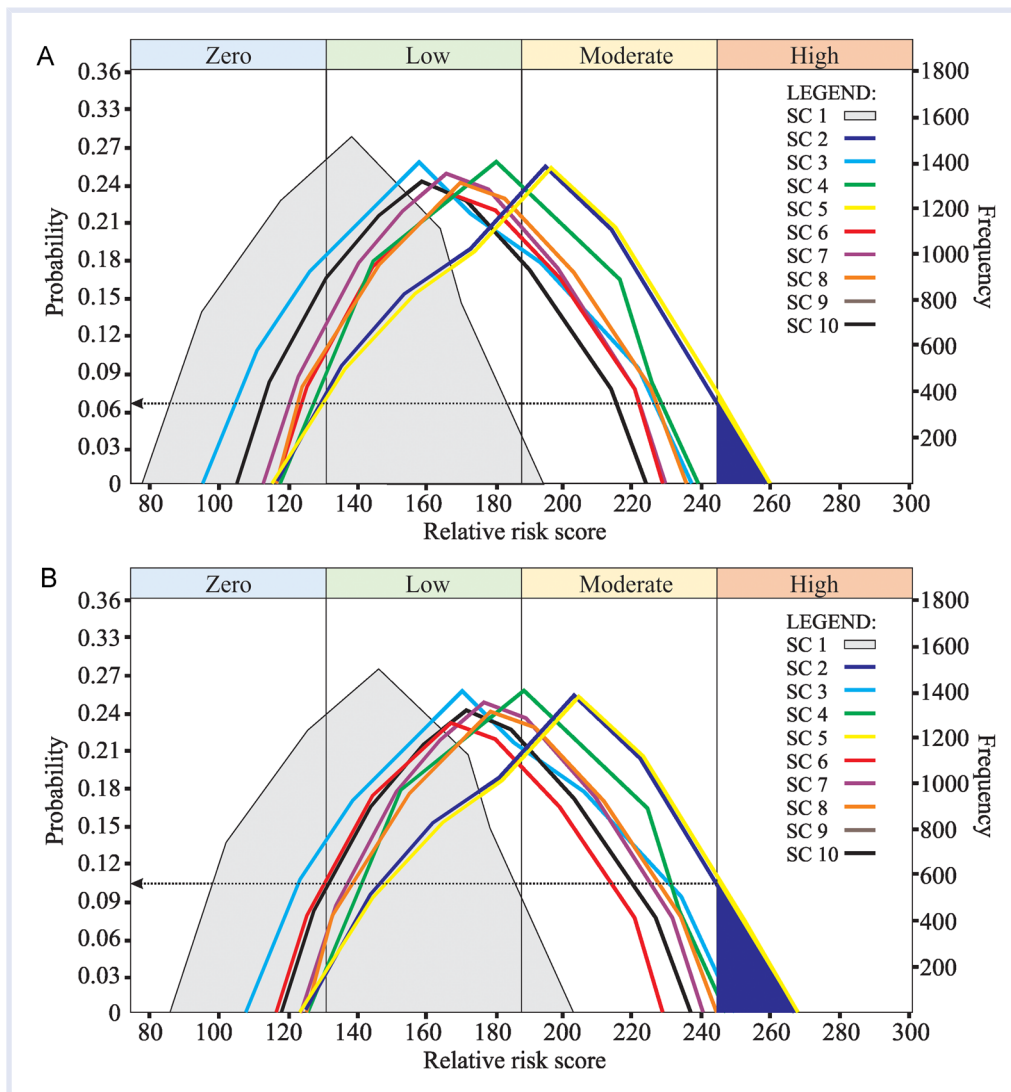 A
Zero Low Moderate High
0.36
0.33
0.27
0.24
0.21
0.18
0.15
0.12
0.09
0.06
0.03
0
Probability
LEGEND:
SC 1
SC 2
SC 3
SC 4
SC 5
SC 6
SC 7
SC 8
SC 9
SC 10
1800
1600
1400
1200
1000
800
600
400
200
Frequency
80 100 120 140 160 180 200 220 240 260 280 300
Relative risk score
B
Zero Low Moderate High
0.36
0.33
0.27
0.24
0.21
0.18
0.15
0.12
0.09
0.06
0.03
0
Probability
LEGEND:
SC 1
SC 2
SC 3
SC 4
SC 5
SC 6
SC 7
SC 8
SC 9
SC 10
1800
1600
1400
1200
1000
800
600
400
200
Frequency
80 100 120 140 160 180 200 220 240 260 280 300
Relative risk score